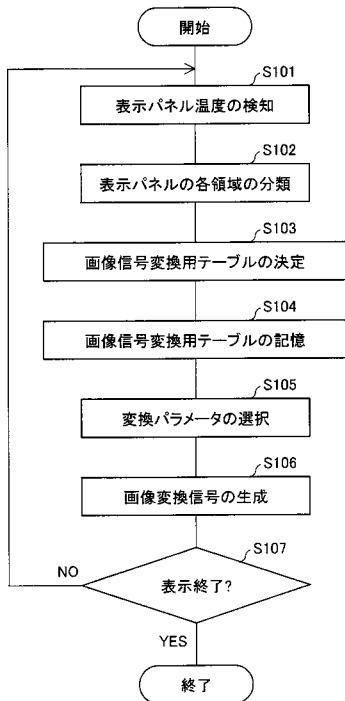 開始
S101
表示パネル温度の検知
S102
表示パネルの各領域の分類
S103
画像信号変換用テーブルの決定
S104
画像信号変換用テーブルの記憶
S105
変換パラメータの選択
S106
画像変換信号の生成
S107
表示終了?
NO
YES
終了